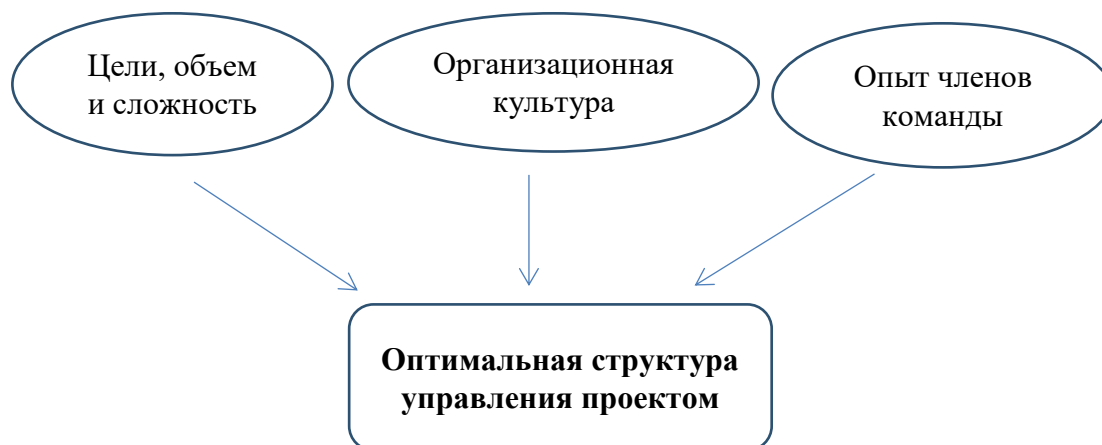 Цели, объем
и сложность
Организационная
культура
Опыт членов
команды
Оптимальная структура
управления проектом